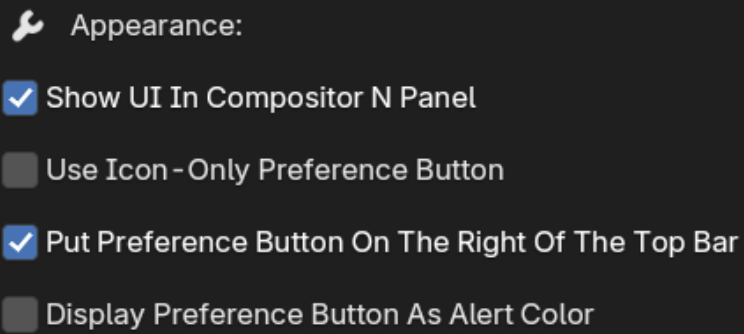 Appearance:
Show UI In Compositor N Panel
Use Icon-Only Preference Button
Put Preference Button On The Right Of The Top Bar
Display Preference Button As Alert Color